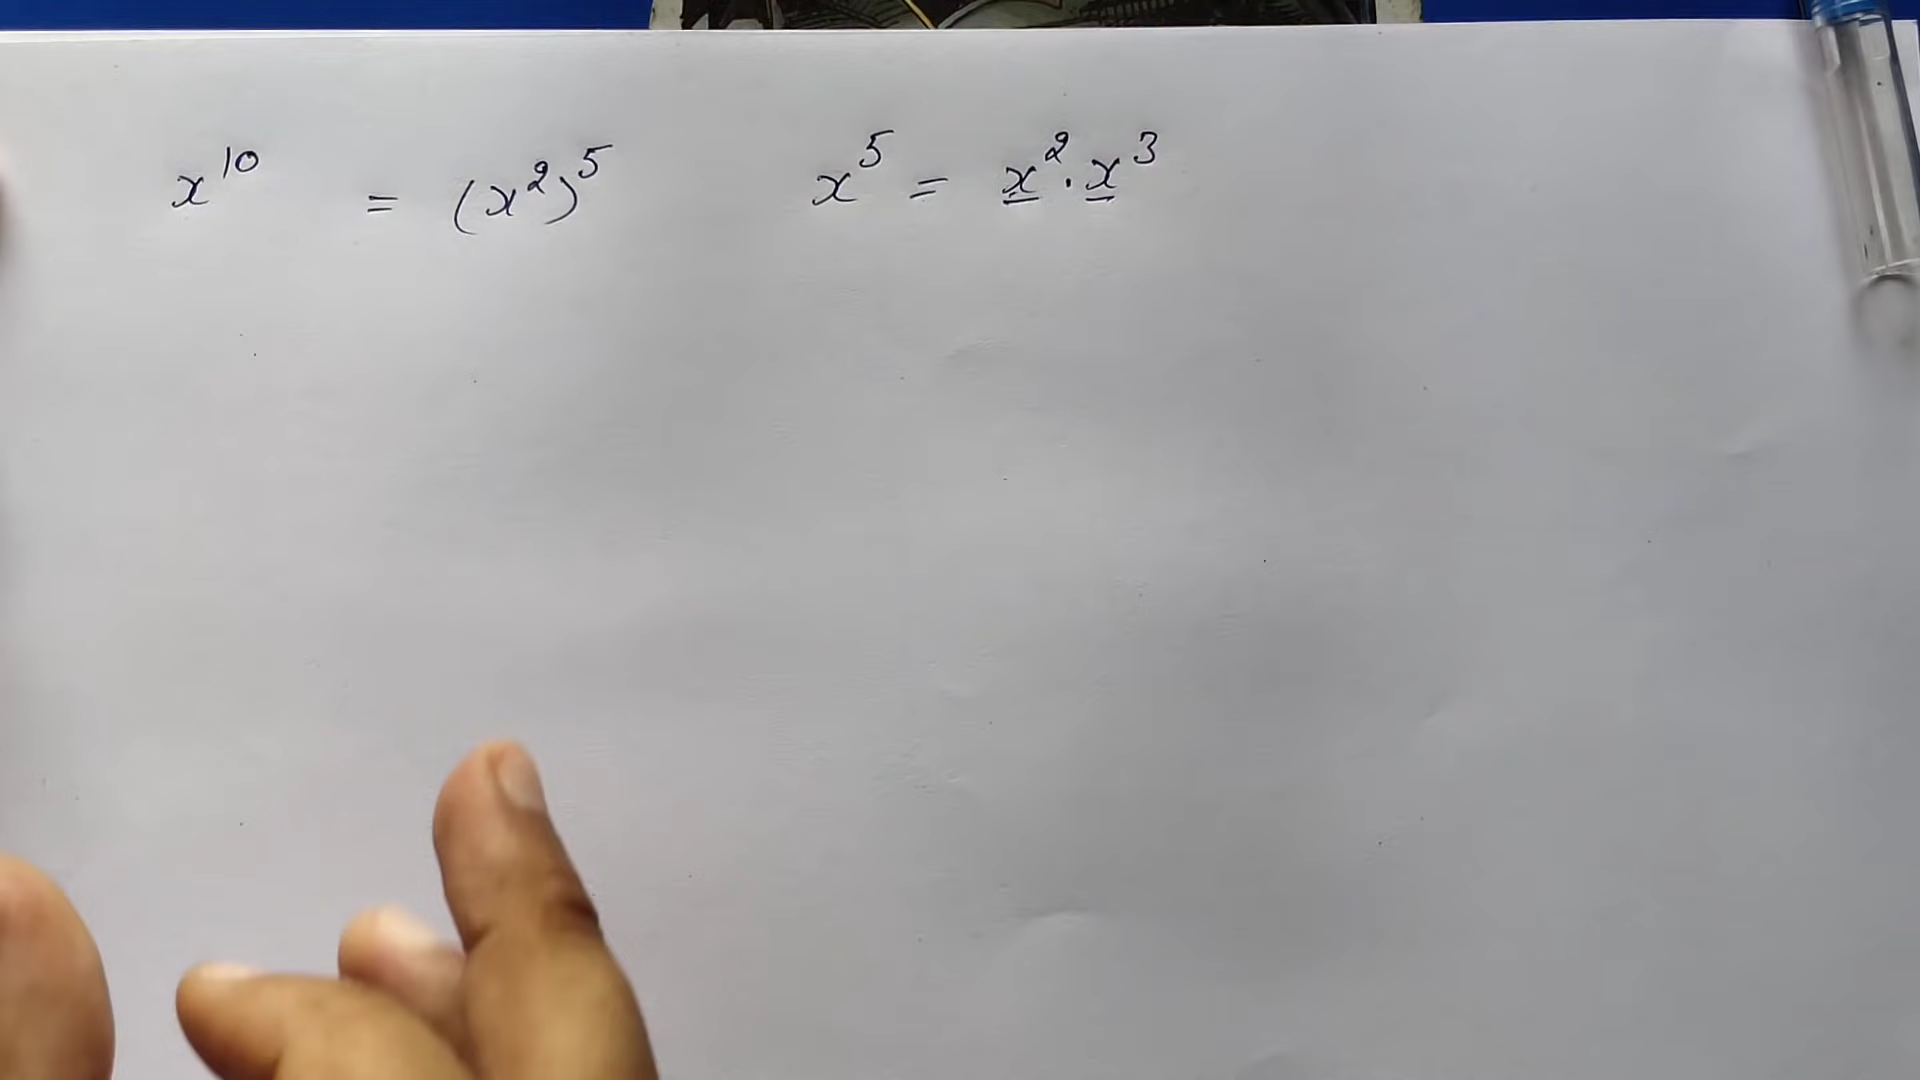 x^10 = (x^2)^5 x^5 = x^2 · x^3